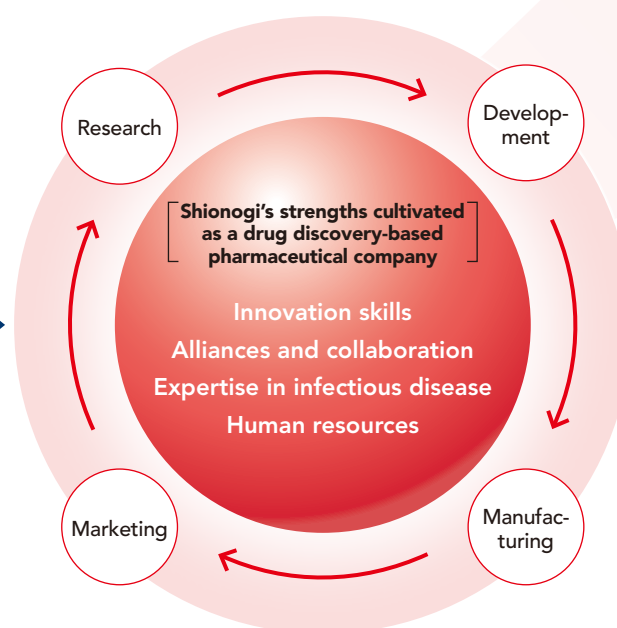 Research
Develop-
ment
Shionogi's strengths cultivated
as a drug discovery-based
pharmaceutical company
Innovation skills
Alliances and collaboration
Expertise in infectious disease
Human resources
Marketing
Manufac-
turing